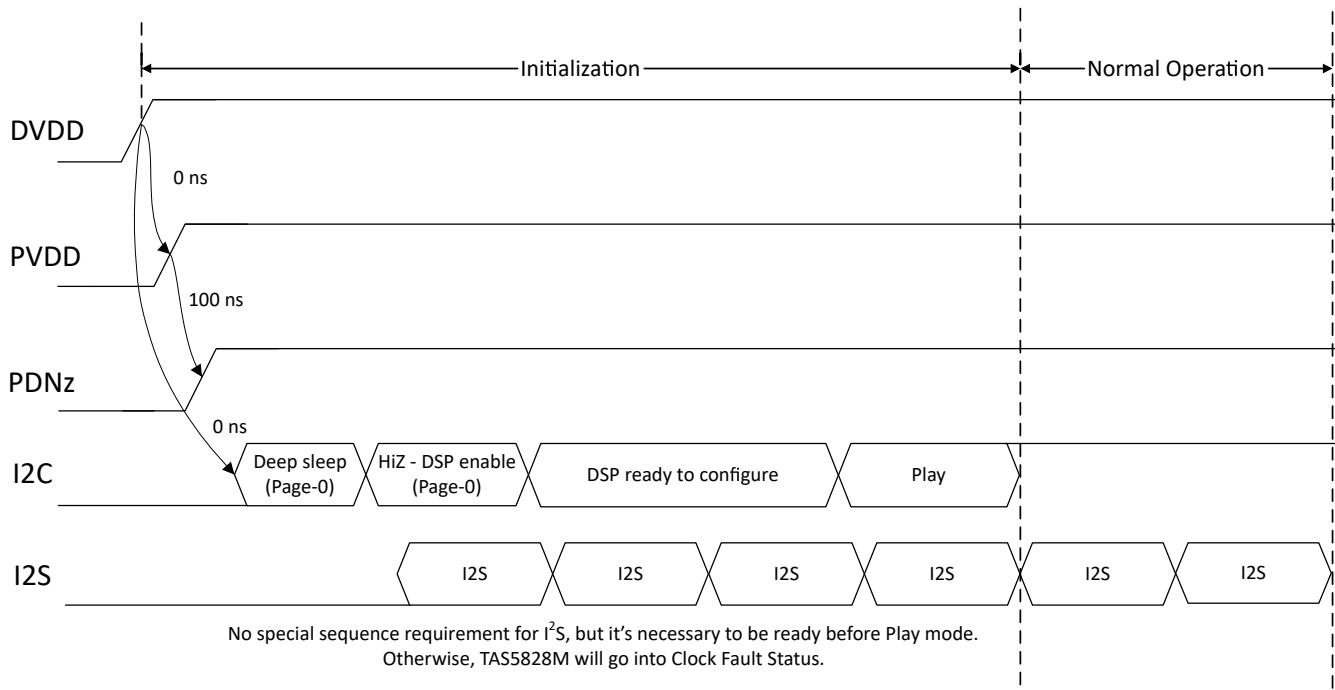 Initialization
Normal Operation
DVDD
0 ns
PVDD
100 ns
PDNz
0 ns
I2C
Deep sleep
(Page-0)
HiZ - DSP enable
(Page-0)
DSP ready to configure
Play
I2S
I2S
I2S
I2S
I2S
I2S
I2S
No special sequence requirement for I²S, but it's necessary to be ready before Play mode.
Otherwise, TAS5828M will go into Clock Fault Status.